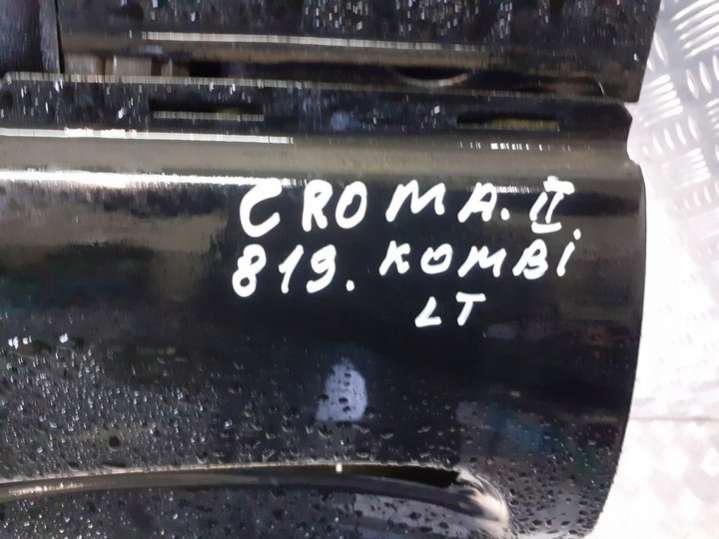 CROMA. II.
819. KOMBi
LT